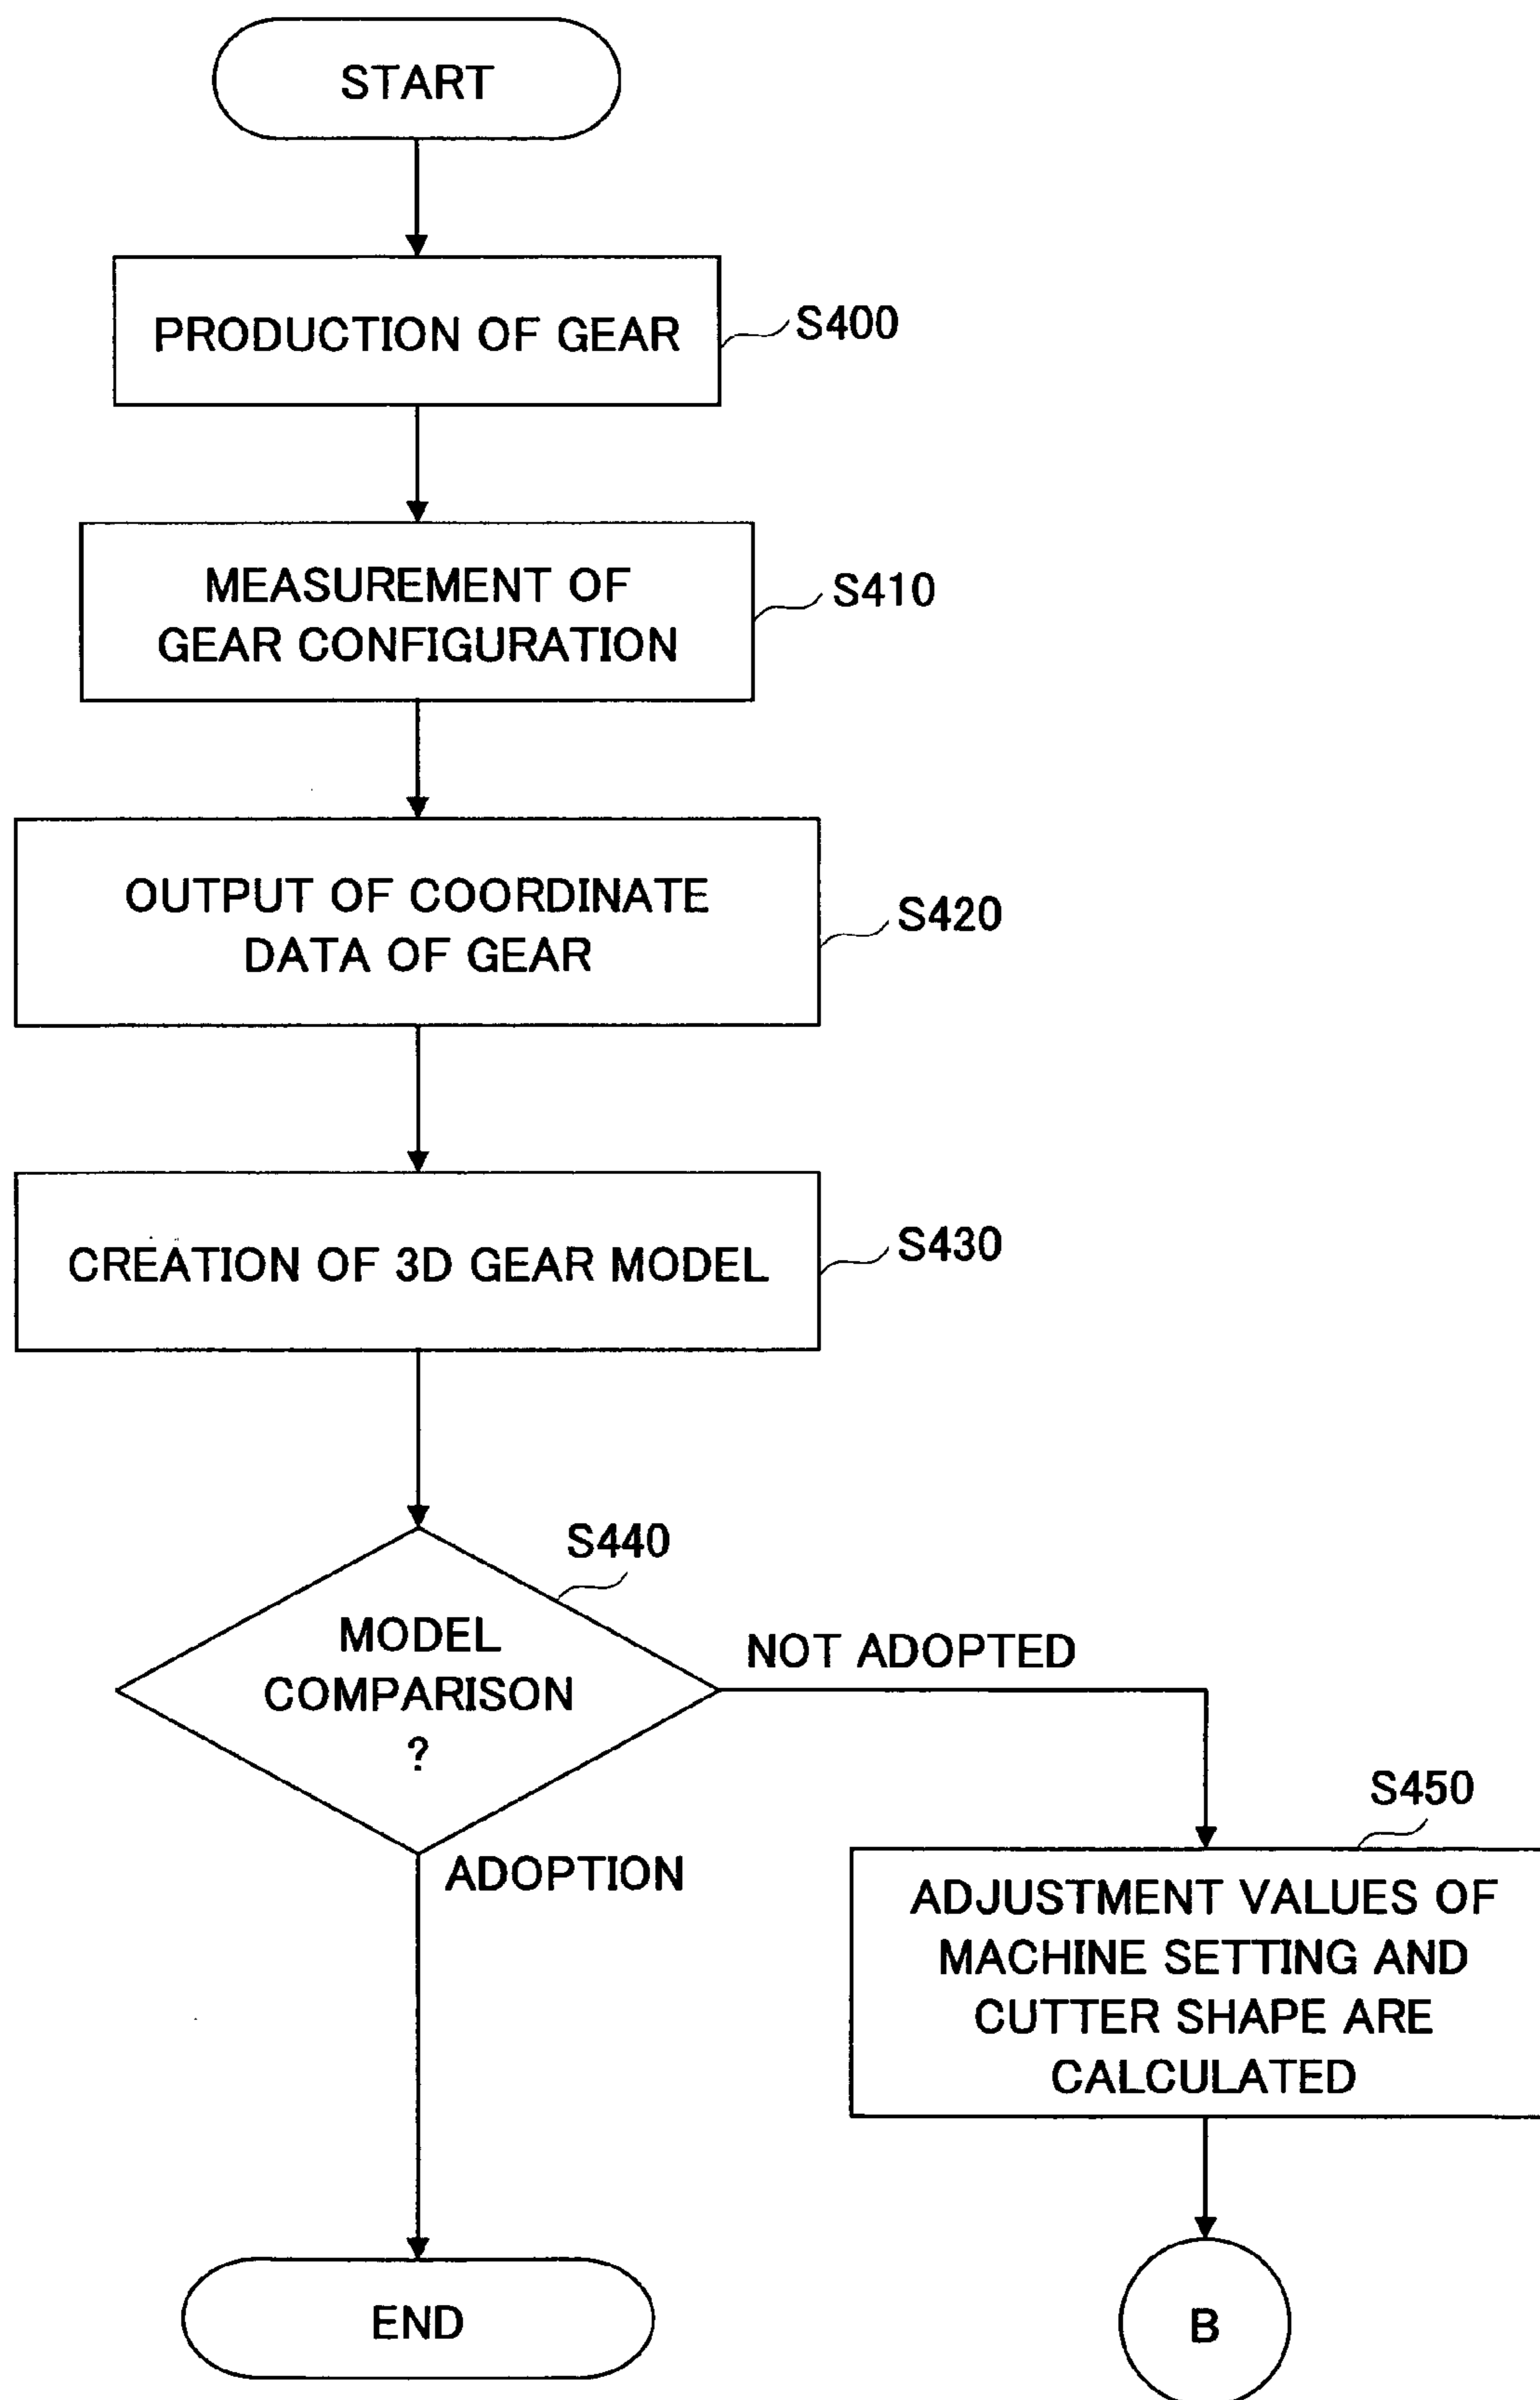 START
PRODUCTION OF GEAR
S400
MEASUREMENT OF
GEAR CONFIGURATION
S410
OUTPUT OF COORDINATE
DATA OF GEAR
S420
CREATION OF 3D GEAR MODEL
S430
S440
MODEL
COMPARISON
?
NOT ADOPTED
ADOPTION
S450
ADJUSTMENT VALUES OF
MACHINE SETTING AND
CUTTER SHAPE ARE
CALCULATED
END
B